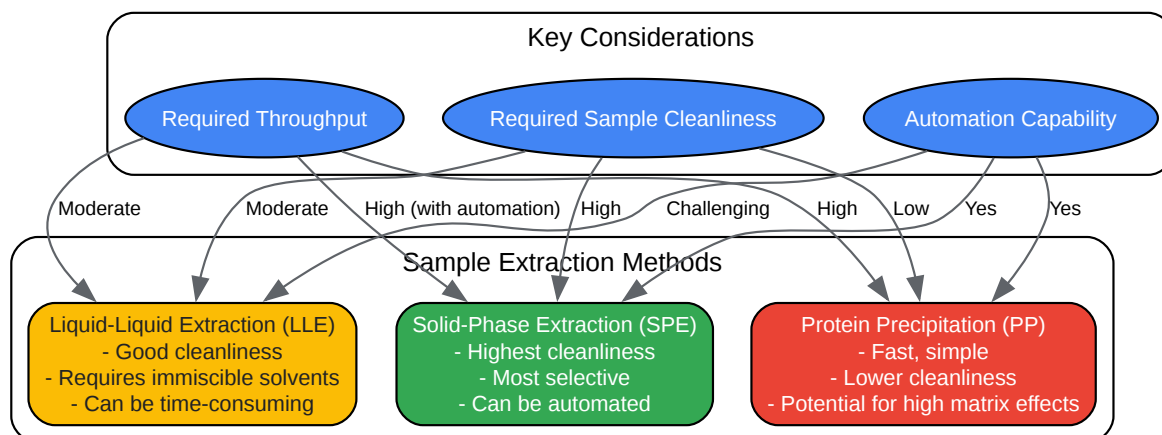 Key Considerations
Required Throughput
Required Sample Cleanliness
Automation Capability
Moderate
Moderate
High (with automation)
High
Challenging
High
Low
Yes
Yes
Sample Extraction Methods
Liquid-Liquid Extraction (LLE)
- Good cleanliness
- Requires immiscible solvents
- Can be time-consuming
Solid-Phase Extraction (SPE)
- Highest cleanliness
- Most selective
- Can be automated
Protein Precipitation (PP)
- Fast, simple
- Lower cleanliness
- Potential for high matrix effects